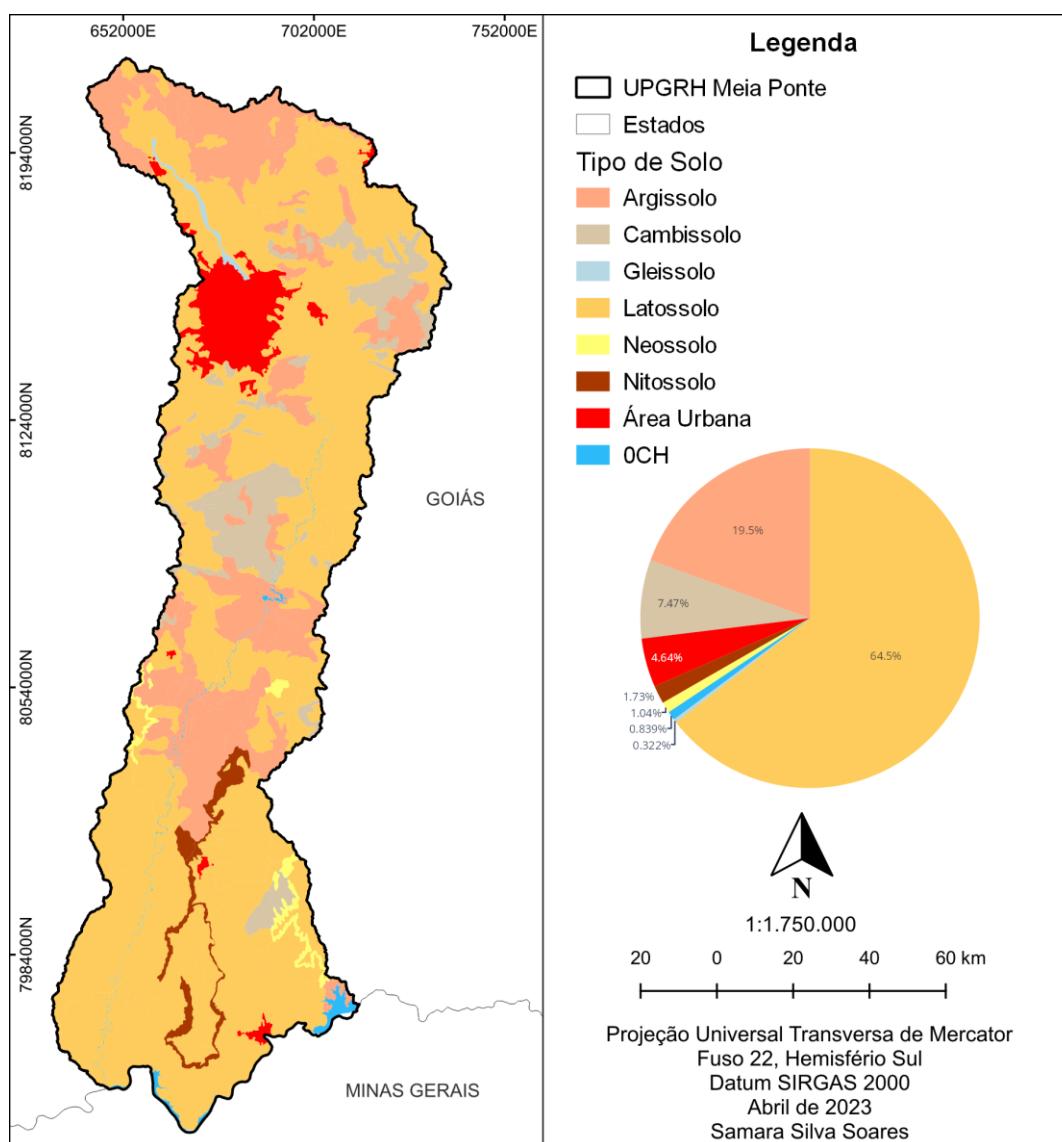 652000E
702000E
752000E
8194000N
8124000N
8054000N
7984000N
GOIÁS
MINAS GERAIS
Legenda
UPGRH Meia Ponte
Estados
Tipo de Solo
Argissolo
Cambissolo
Gleissolo
Latossolo
Neossolo
Nitossolo
Área Urbana
0CH
19.5%
7.47%
4.64%
64.5%
1.73%
1.04%
0.839%
0.322%
N
1:1.750.000
20 0 20 40 60 km
Projeção Universal Transversa de Mercator
Fuso 22, Hemisfério Sul
Datum SIRGAS 2000
Abril de 2023
Samara Silva Soares